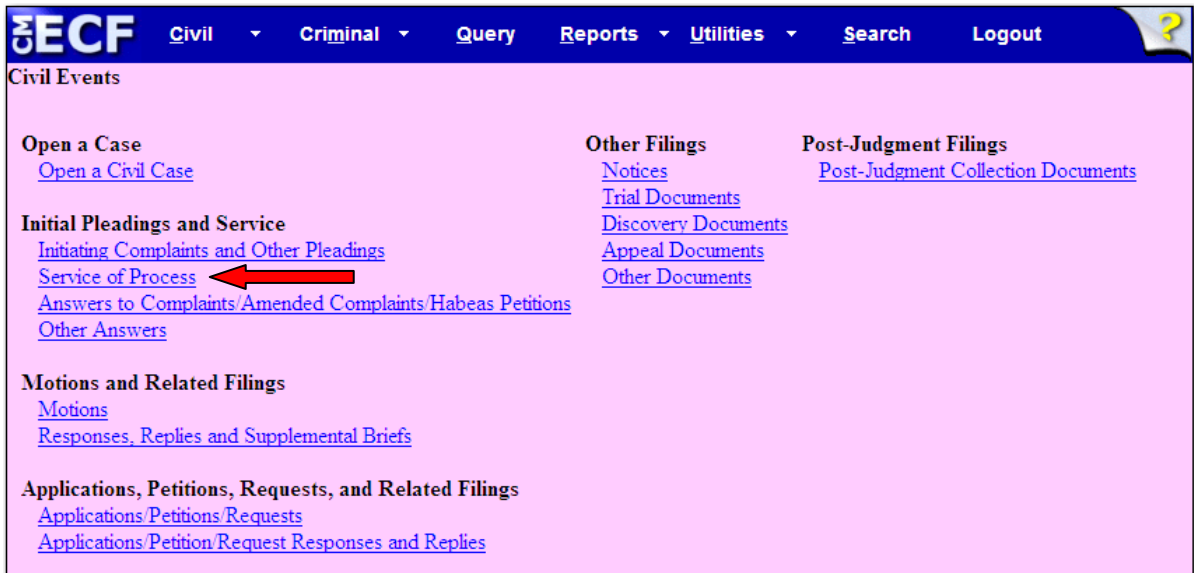 CM ECF Civil Criminal Query Reports Utilities Search Logout ?
Civil Events
Open a Case
Open a Civil Case
Initial Pleadings and Service
Initiating Complaints and Other Pleadings
Service of Process
Answers to Complaints/Amended Complaints/Habeas Petitions
Other Answers
Motions and Related Filings
Motions
Responses, Replies and Supplemental Briefs
Applications, Petitions, Requests, and Related Filings
Applications/Petitions/Requests
Applications/Petition/Request Responses and Replies
Other Filings
Notices
Trial Documents
Discovery Documents
Appeal Documents
Other Documents
Post-Judgment Filings
Post-Judgment Collection Documents